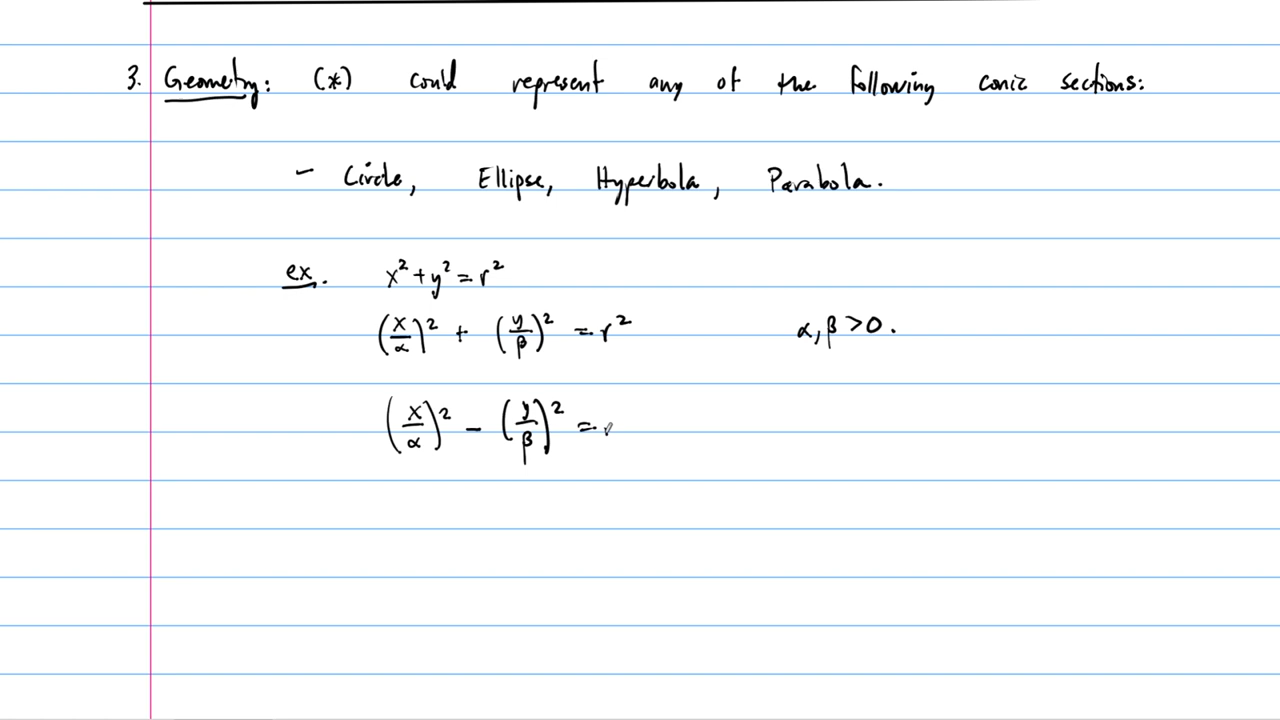 3. Geometry: (*) could represent any of the following conic sections:
- Circle, Ellipse, Hyperbola, Parabola.
ex. x² + y² = r²
(x/α)² + (y/β)² = r² α, β > 0.
(x/α)² - (y/β)² =